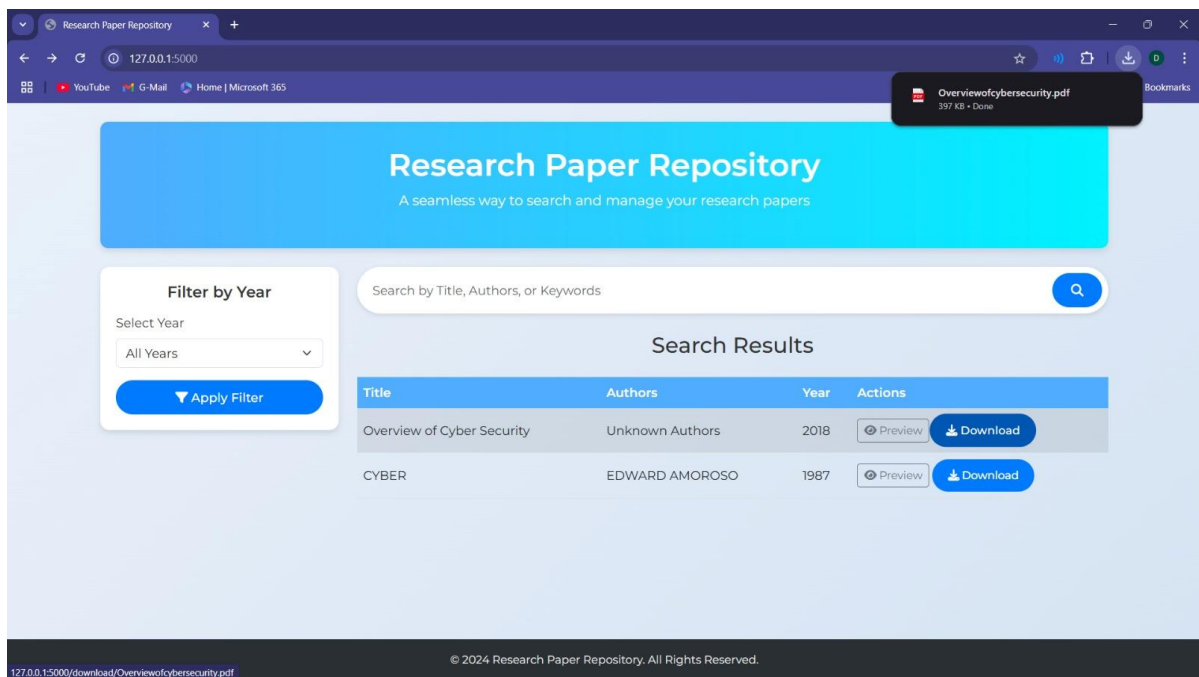 Research Paper Repository
127.0.0.1:5000
YouTube G-Mail Home | Microsoft 365 Bookmarks
Overviewofcybersecurity.pdf
397 KB • Done
D
Research Paper Repository
A seamless way to search and manage your research papers
Filter by Year
Select Year
All Years
Apply Filter
Search by Title, Authors, or Keywords
Search Results
Title Authors Year Actions
Overview of Cyber Security Unknown Authors 2018 Preview Download
CYBER EDWARD AMOROSO 1987 Preview Download
© 2024 Research Paper Repository. All Rights Reserved.
127.0.0.1:5000/download/Overviewofcybersecurity.pdf